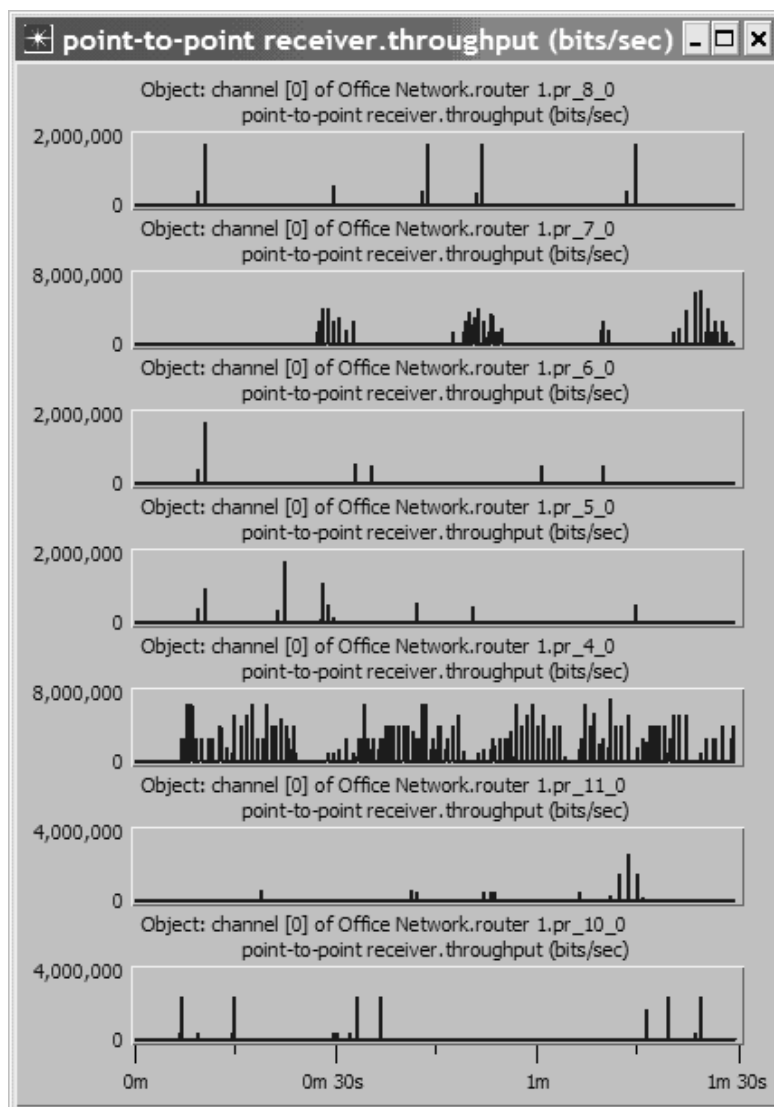 point-to-point receiver.throughput (bits/sec)
Object: channel [0] of Office Network.router 1.pr_8_0
point-to-point receiver.throughput (bits/sec)
2,000,000
0
Object: channel [0] of Office Network.router 1.pr_7_0
point-to-point receiver.throughput (bits/sec)
8,000,000
0
Object: channel [0] of Office Network.router 1.pr_6_0
point-to-point receiver.throughput (bits/sec)
2,000,000
0
Object: channel [0] of Office Network.router 1.pr_5_0
point-to-point receiver.throughput (bits/sec)
2,000,000
0
Object: channel [0] of Office Network.router 1.pr_4_0
point-to-point receiver.throughput (bits/sec)
8,000,000
0
Object: channel [0] of Office Network.router 1.pr_11_0
point-to-point receiver.throughput (bits/sec)
4,000,000
0
Object: channel [0] of Office Network.router 1.pr_10_0
point-to-point receiver.throughput (bits/sec)
4,000,000
0
0m 0m 30s 1m 1m 30s